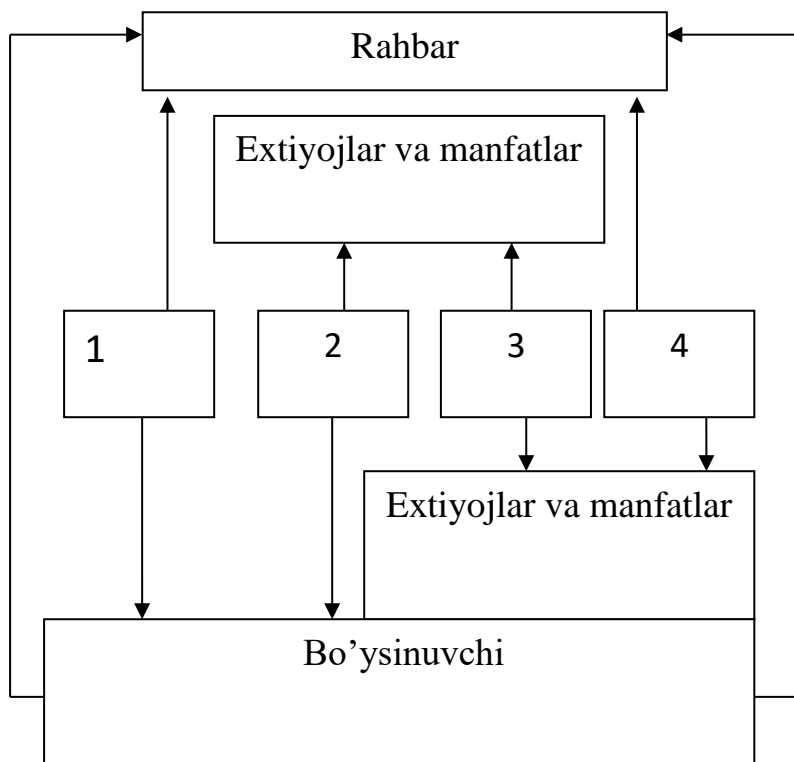 Rahbar
Extiyojlar va manfatlar
1
2
3
4
Extiyojlar va manfatlar
Bo’ysinuvchi